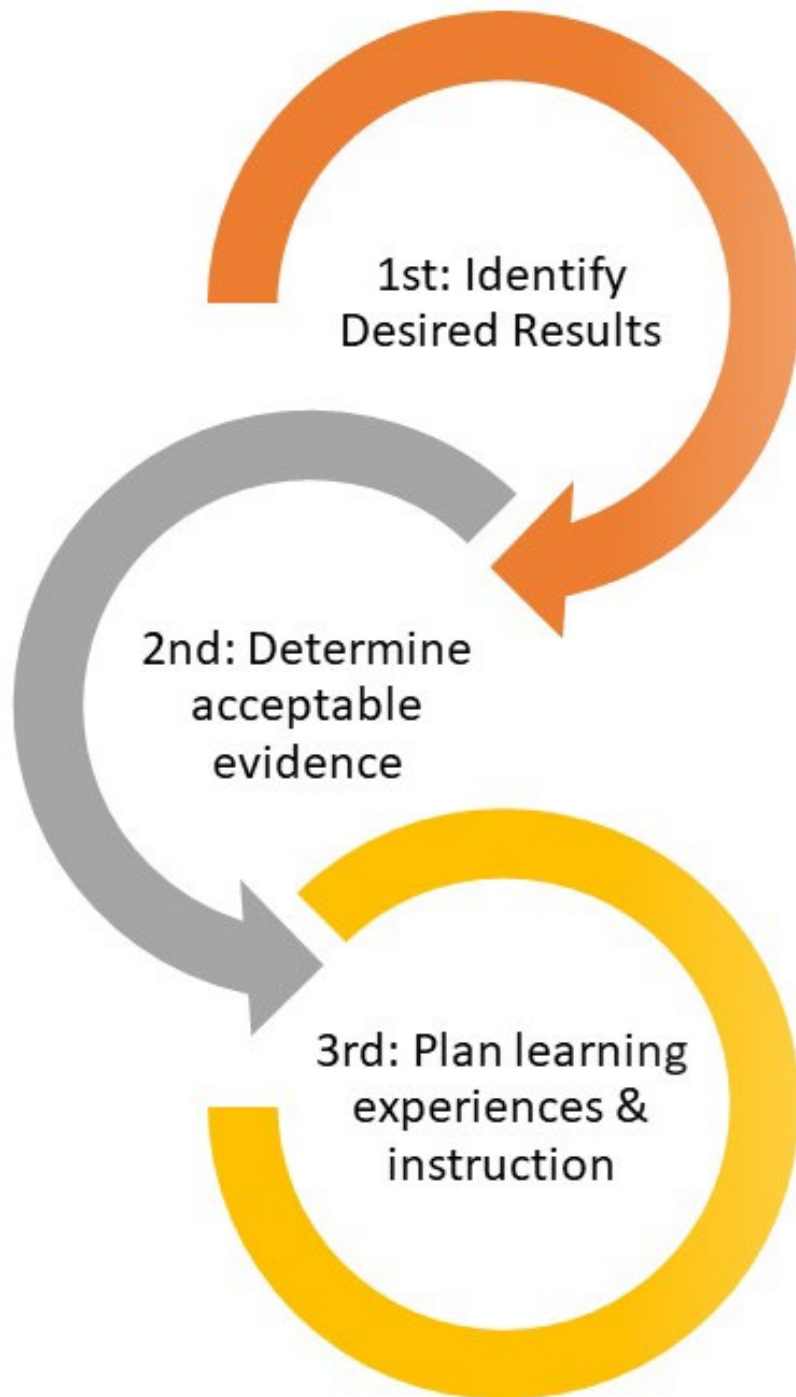 1st: Identify
Desired Results
2nd: Determine
acceptable
evidence
3rd: Plan learning
experiences &
instruction